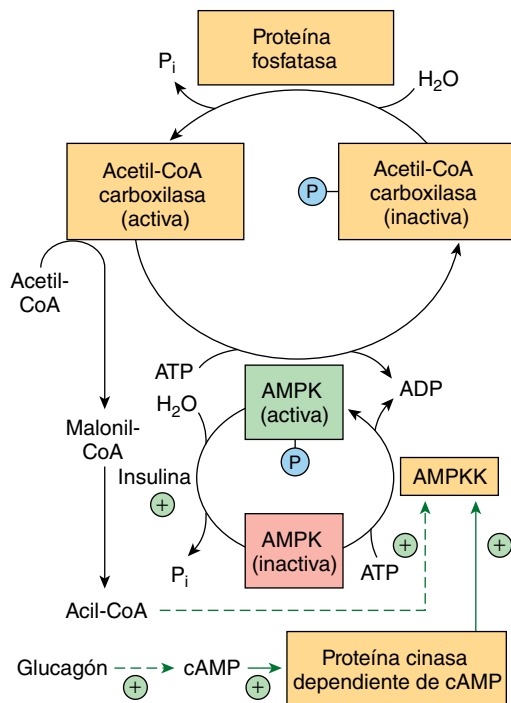 Proteína
fosfatasa
Pi
H2O
Acetil-CoA
carboxilasa
(activa)
P
Acetil-CoA
carboxilasa
(inactiva)
Acetil-
CoA
ATP
ADP
H2O
AMPK
(activa)
P
Malonil-
CoA
Insulina
+
AMPKK
AMPK
(inactiva)
Pi
ATP
+
+
Acil-CoA
Glucagón
+
cAMP
+
Proteína cinasa
dependiente de cAMP